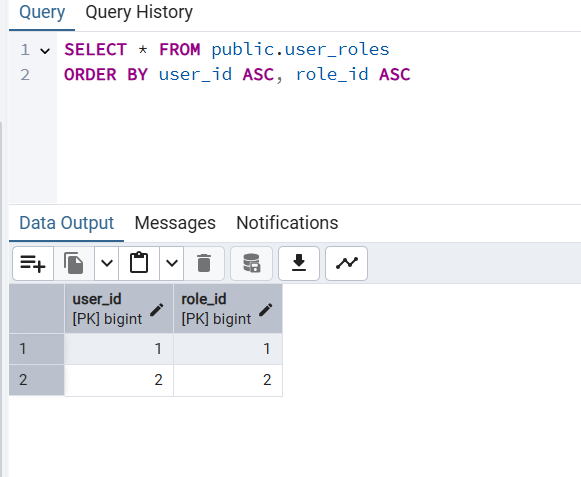 Query Query History
1 SELECT * FROM public.user_roles
2 ORDER BY user_id ASC, role_id ASC
Data Output Messages Notifications
user_id role_id
[PK] bigint [PK] bigint
1 1 1
2 2 2